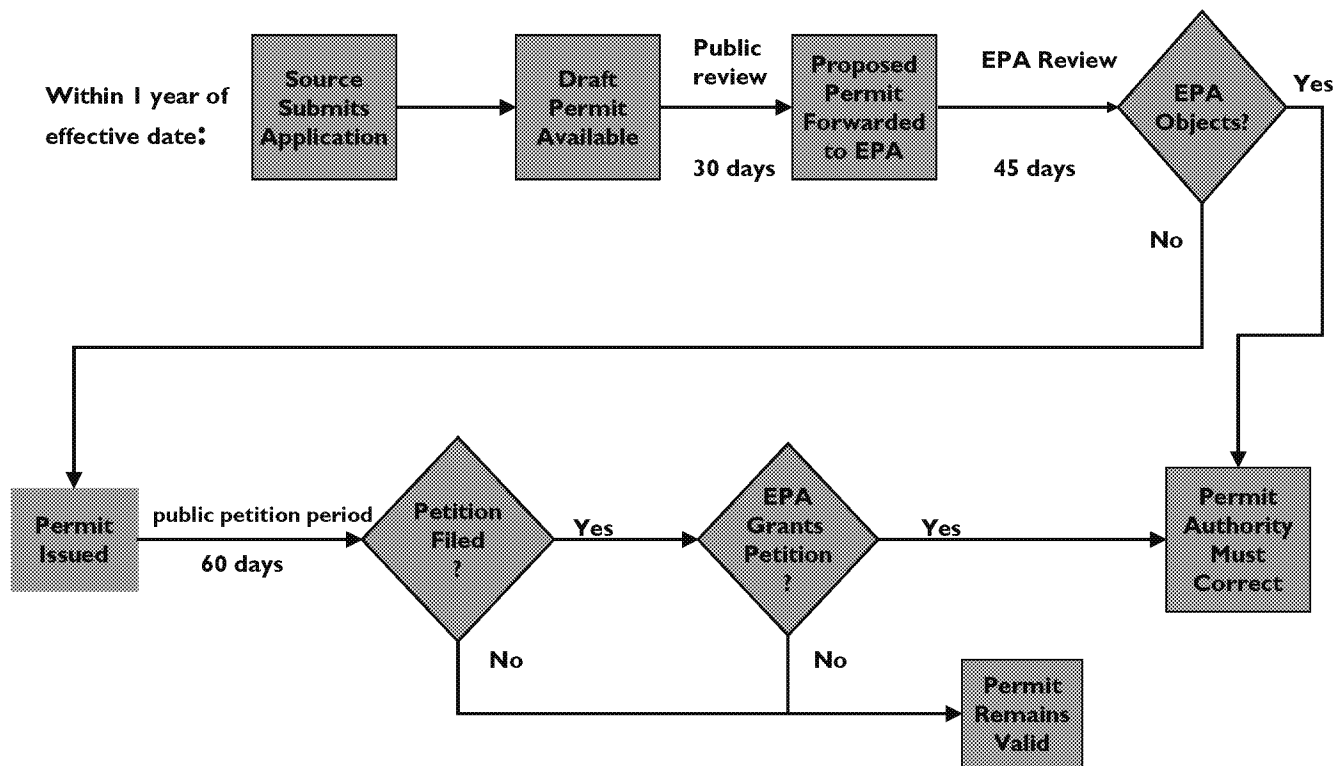 Within 1 year of
effective date:
Source
Submits
Application
Draft
Permit
Available
Public
review
30 days
Proposed
Permit
Forwarded
to EPA
EPA Review
45 days
EPA
Objects?
Yes
No
Permit
Issued
public petition period
60 days
Petition
Filed
?
Yes
No
EPA
Grants
Petition
?
Yes
No
Permit
Authority
Must
Correct
Permit
Remains
Valid